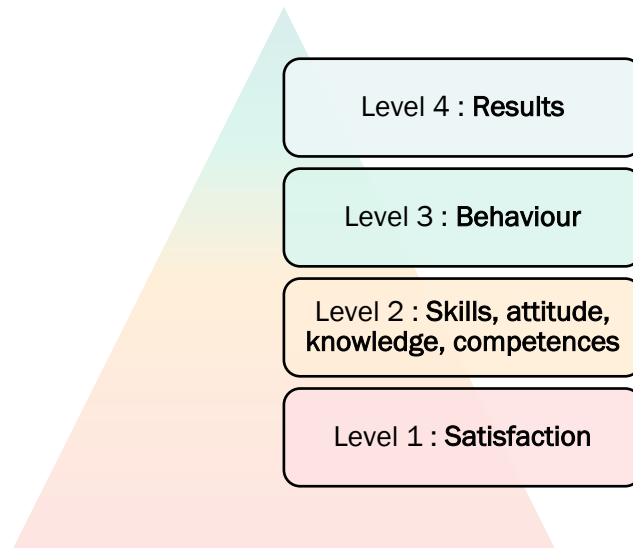 Level 4 : Results
Level 3 : Behaviour
Level 2 : Skills, attitude,
knowledge, competences
Level 1 : Satisfaction